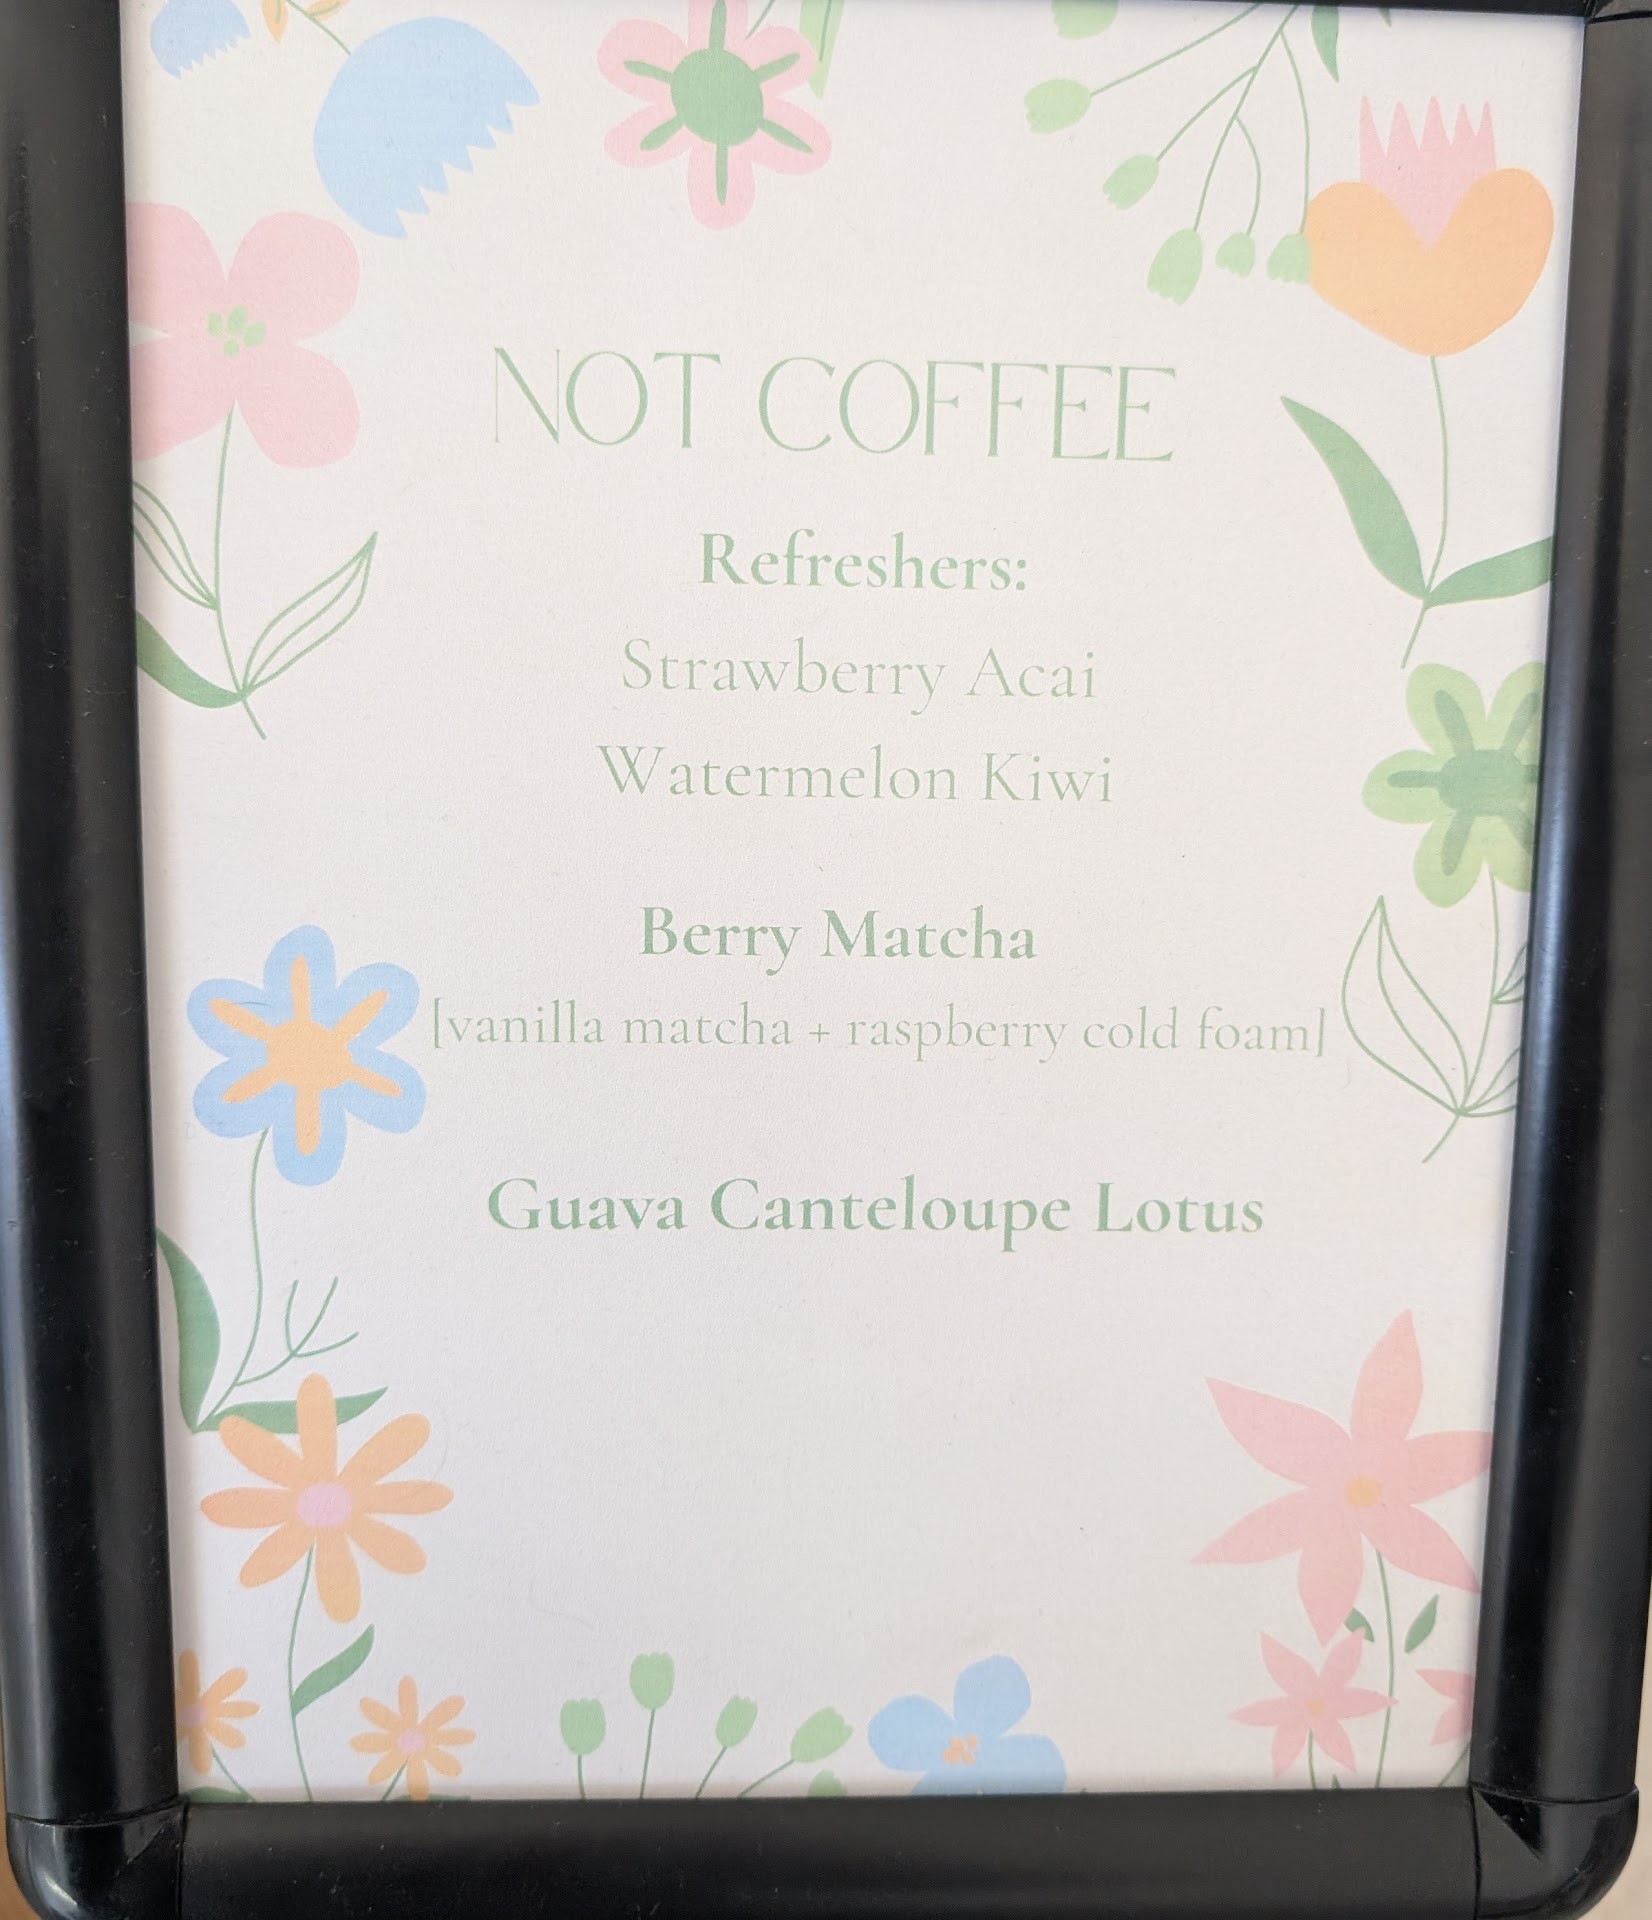 NOT COFFEE
Refreshers:
Strawberry Acai
Watermelon Kiwi
Berry Matcha
[vanilla matcha + raspberry cold foam]
Guava Canteloupe Lotus